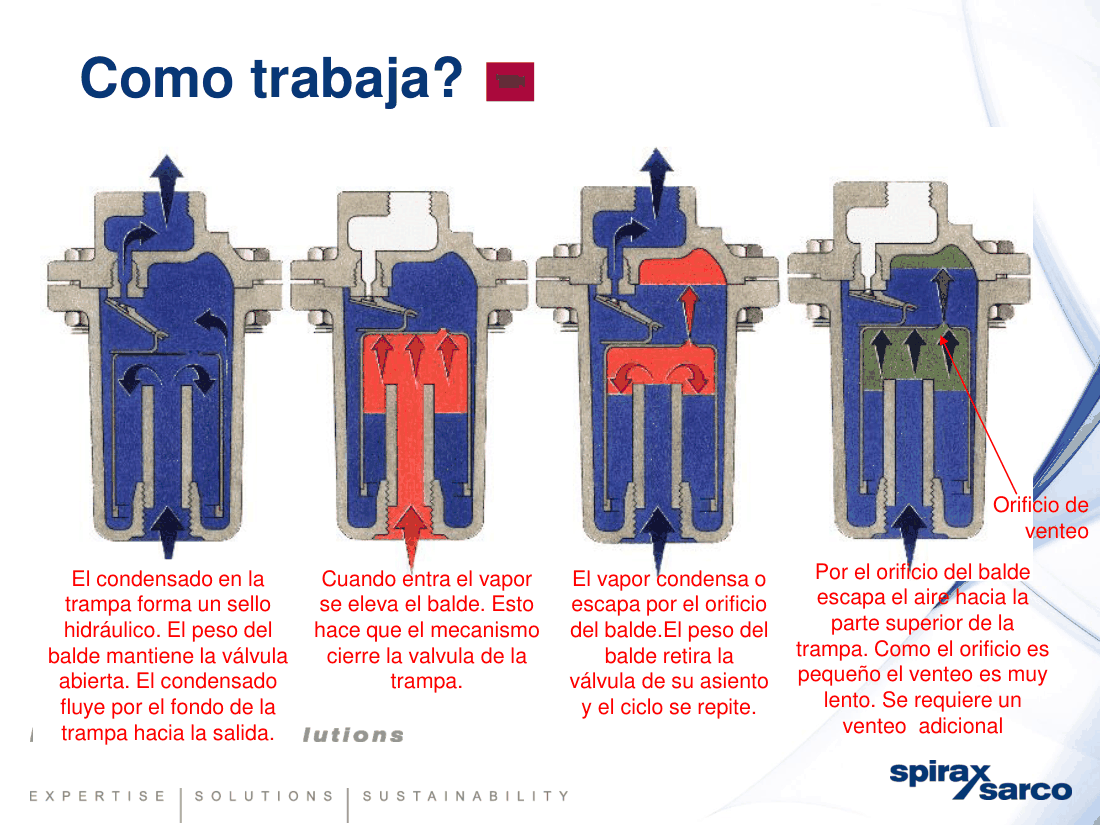 Como trabaja?
Orificio de
venteo
El condensado en la
trampa forma un sello
hidráulico. El peso del
balde mantiene la válvula
abierta. El condensado
fluye por el fondo de la
trampa hacia la salida.
Cuando entra el vapor
se eleva el balde. Esto
hace que el mecanismo
cierre la valvula de la
trampa.
El vapor condensa o
escapa por el orificio
del balde.El peso del
balde retira la
válvula de su asiento
y el ciclo se repite.
Por el orificio del balde
escapa el aire hacia la
parte superior de la
trampa. Como el orificio es
pequeño el venteo es muy
lento. Se requiere un
venteo adicional
lutions
spirax
sarco
EXPERTISE SOLUTIONS SUSTAINABILITY